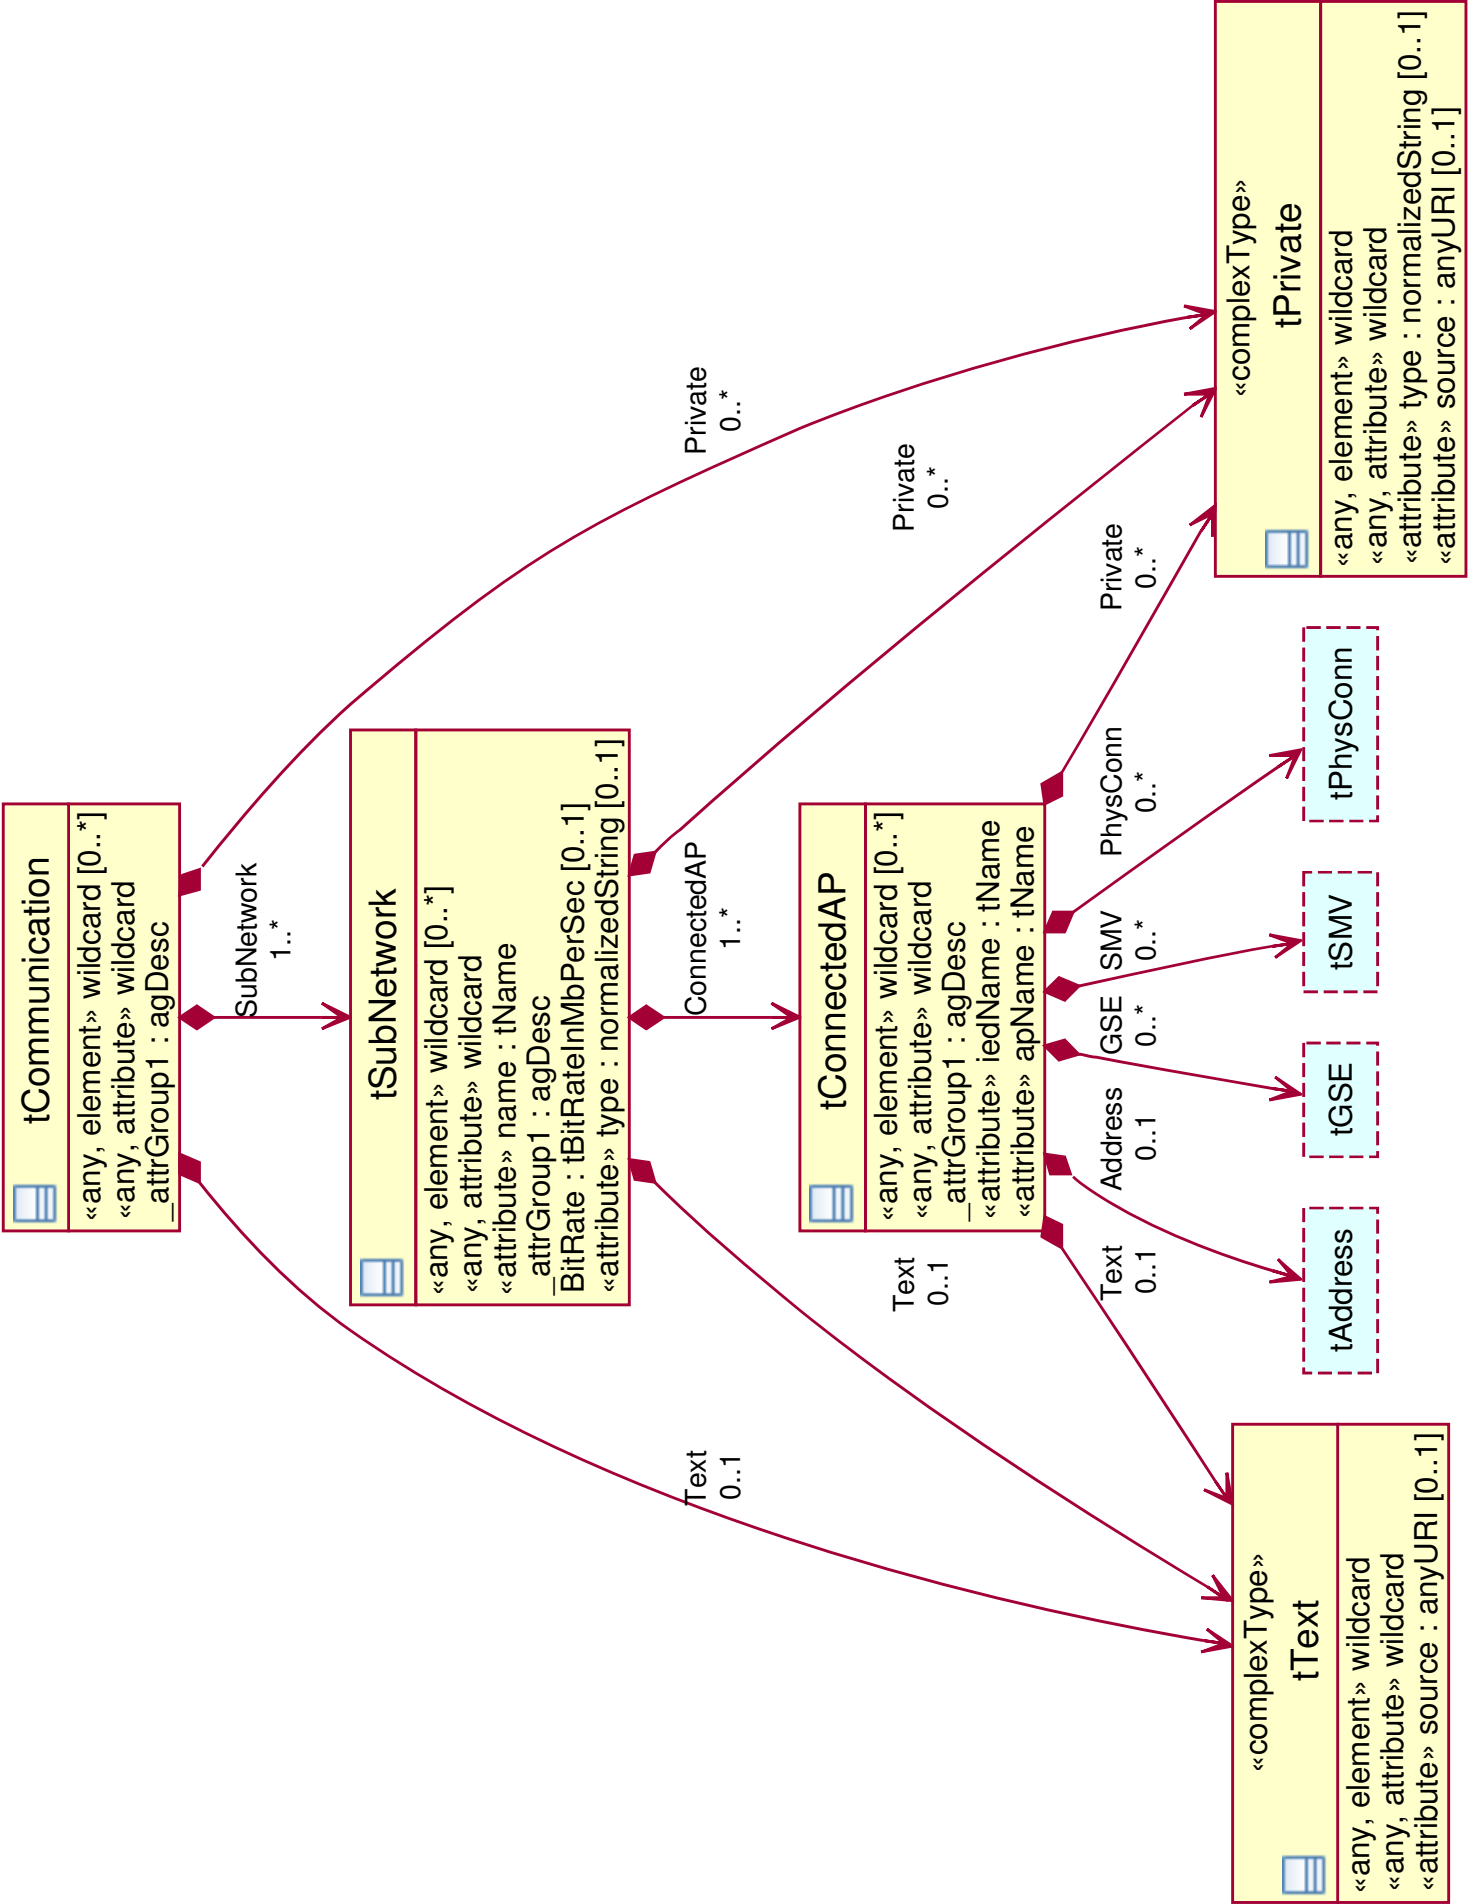 tCommunication
«any, element» wildcard [0..*]
«any, attribute» wildcard
_attrGroup1 : agDesc
SubNetwork
1..*
tSubNetwork
«any, element» wildcard [0..*]
«any, attribute» wildcard
«attribute» name : tName
_attrGroup1 : agDesc
BitRate : tBitRateInMbPerSec [0..1]
«attribute» type : normalizedString [0..1]
Text
0..1
ConnectedAP
1..*
Private
0..*
tConnectedAP
«any, element» wildcard [0..*]
«any, attribute» wildcard
_attrGroup1 : agDesc
«attribute» iedName : tName
«attribute» apName : tName
Text
0..1
Private
0..*
Text
0..1
Address
0..1
GSE
0..*
SMV
0..*
PhysConn
0..*
Private
0..*
«complexType»
tText
«any, element» wildcard
«any, attribute» wildcard
«attribute» source : anyURI [0..1]
tAddress
tGSE
tSMV
tPhysConn
«complexType»
tPrivate
«any, element» wildcard
«any, attribute» wildcard
«attribute» type : normalizedString [0..1]
«attribute» source : anyURI [0..1]